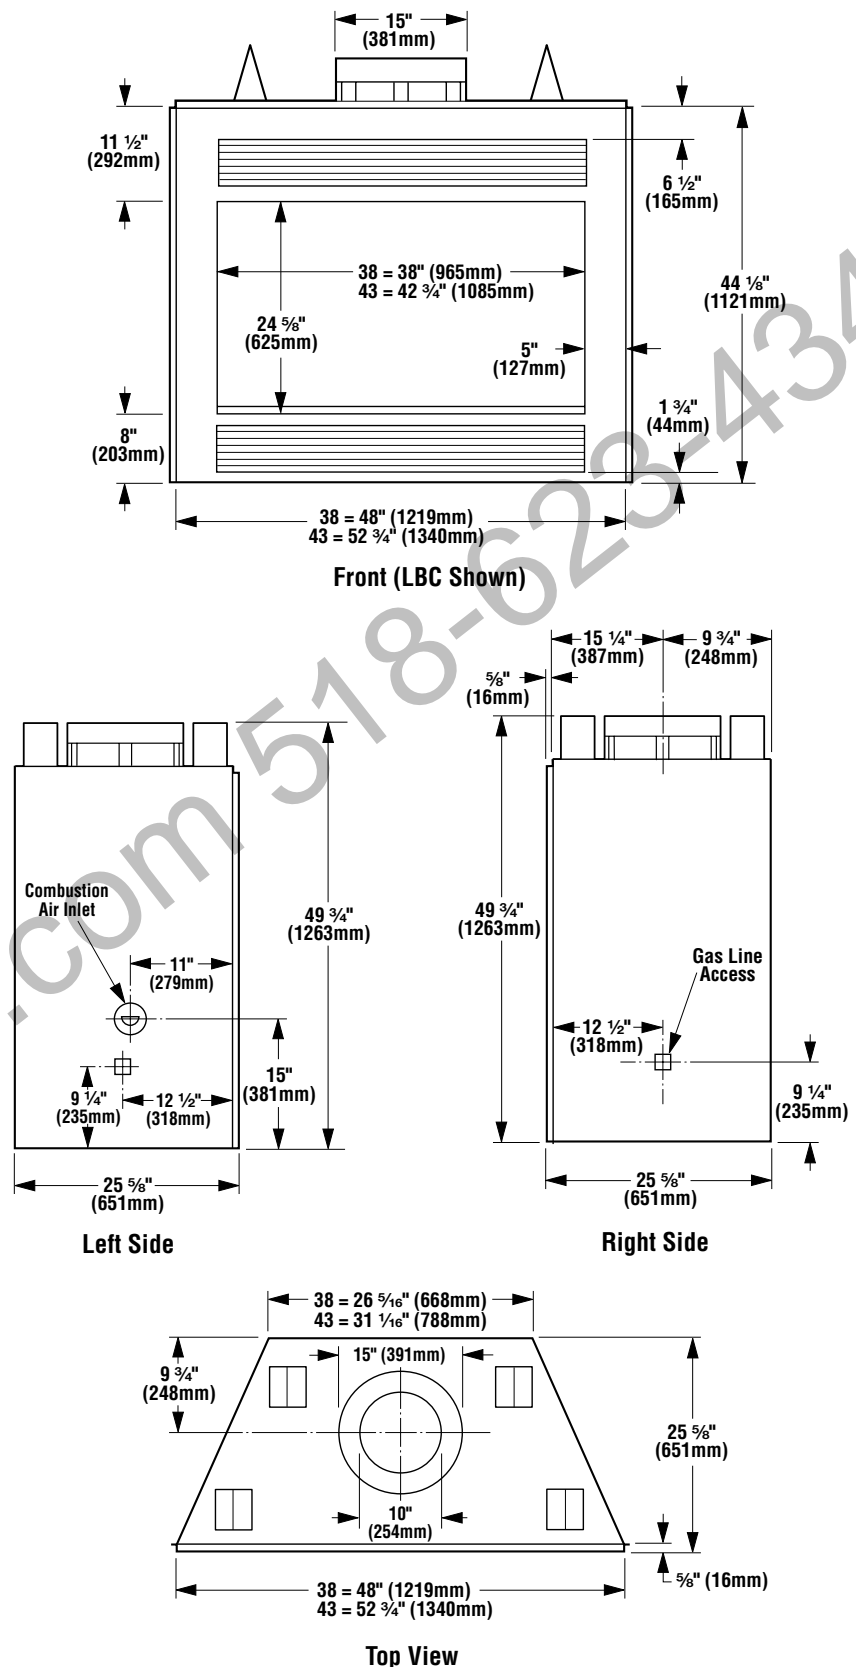 15"
(381mm)
11 ½"
(292mm)
6 ½"
(165mm)
38 = 38" (965mm)
43 = 42 ¾" (1085mm)
44 ⅛"
(1121mm)
24 ⅝"
(625mm)
5"
(127mm)
1 ¾"
(44mm)
8"
(203mm)
38 = 48" (1219mm)
43 = 52 ¾" (1340mm)
Front (LBC Shown)
.com 518-623-434
49 ¾"
(1263mm)
Combustion
Air Inlet
11"
(279mm)
15"
(381mm)
9 ¼"
(235mm)
12 ½"
(318mm)
25 ⅝"
(651mm)
Left Side
15 ¼"
(387mm)
9 ¾"
(248mm)
⅝"
(16mm)
49 ¾"
(1263mm)
Gas Line
Access
12 ½"
(318mm)
9 ¼"
(235mm)
25 ⅝"
(651mm)
Right Side
38 = 26 5⁄16" (668mm)
43 = 31 1⁄16" (788mm)
15" (391mm)
9 ¾"
(248mm)
25 ⅝"
(651mm)
10"
(254mm)
⅝" (16mm)
38 = 48" (1219mm)
43 = 52 ¾" (1340mm)
Top View